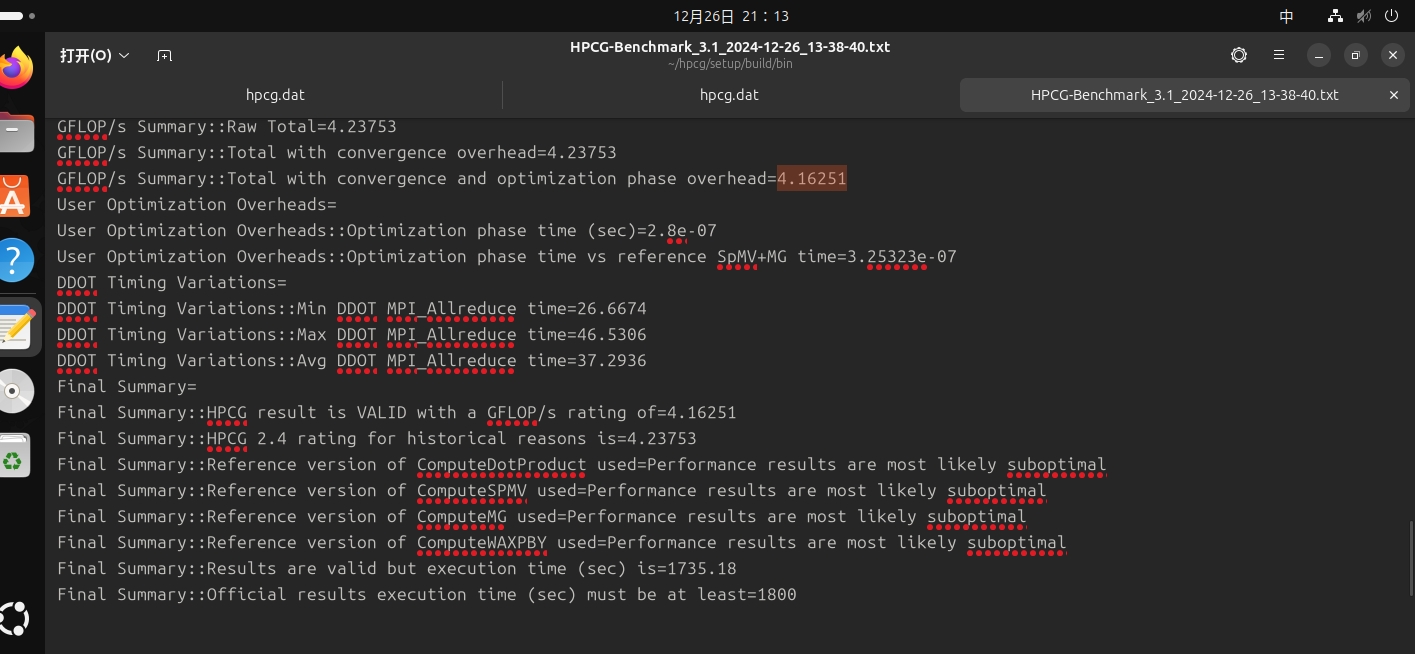 12月26日 21：13
中
打开(O)
HPCG-Benchmark_3.1_2024-12-26_13-38-40.txt
~/hpcg/setup/build/bin
hpcg.dat
hpcg.dat
HPCG-Benchmark_3.1_2024-12-26_13-38-40.txt
GFLOP/s Summary::Raw Total=4.23753
GFLOP/s Summary::Total with convergence overhead=4.23753
GFLOP/s Summary::Total with convergence and optimization phase overhead=4.16251
User Optimization Overheads=
User Optimization Overheads::Optimization phase time (sec)=2.8e-07
User Optimization Overheads::Optimization phase time vs reference SpMV+MG time=3.25323e-07
DDOT Timing Variations=
DDOT Timing Variations::Min DDOT MPI_Allreduce time=26.6674
DDOT Timing Variations::Max DDOT MPI_Allreduce time=46.5306
DDOT Timing Variations::Avg DDOT MPI_Allreduce time=37.2936
Final Summary=
Final Summary::HPCG result is VALID with a GFLOP/s rating of=4.16251
Final Summary::HPCG 2.4 rating for historical reasons is=4.23753
Final Summary::Reference version of ComputeDotProduct used=Performance results are most likely suboptimal
Final Summary::Reference version of ComputeSPMV used=Performance results are most likely suboptimal
Final Summary::Reference version of ComputeMG used=Performance results are most likely suboptimal
Final Summary::Reference version of ComputeWAXPBY used=Performance results are most likely suboptimal
Final Summary::Results are valid but execution time (sec) is=1735.18
Final Summary::Official results execution time (sec) must be at least=1800